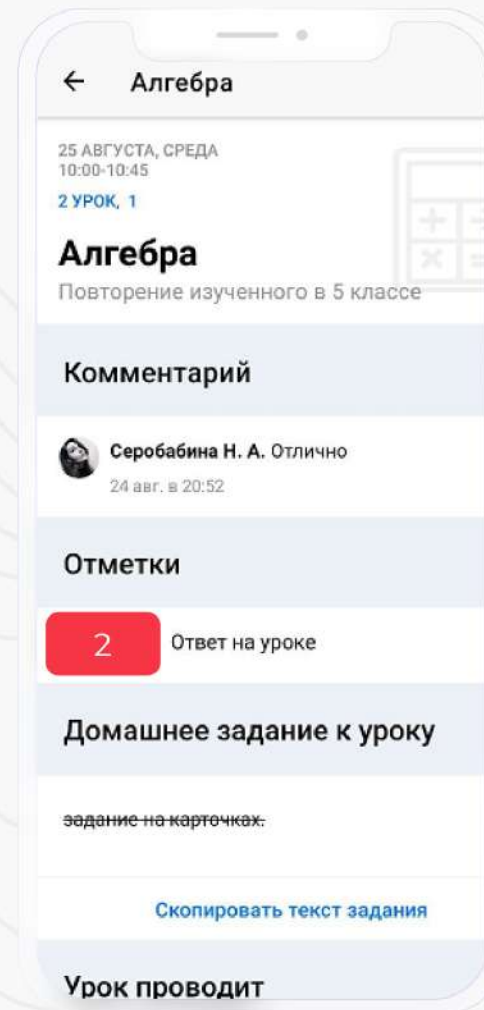 Алгебра
25 АВГУСТА, СРЕДА
10:00-10:45
2 УРОК, 1
Алгебра
Повторение изученного в 5 классе
Комментарий
Серобабина Н. А. Отлично
24 авг. в 20:52
Отметки
2 Ответ на уроке
Домашнее задание к уроку
задание на карточках.
Скопировать текст задания
Урок проводит